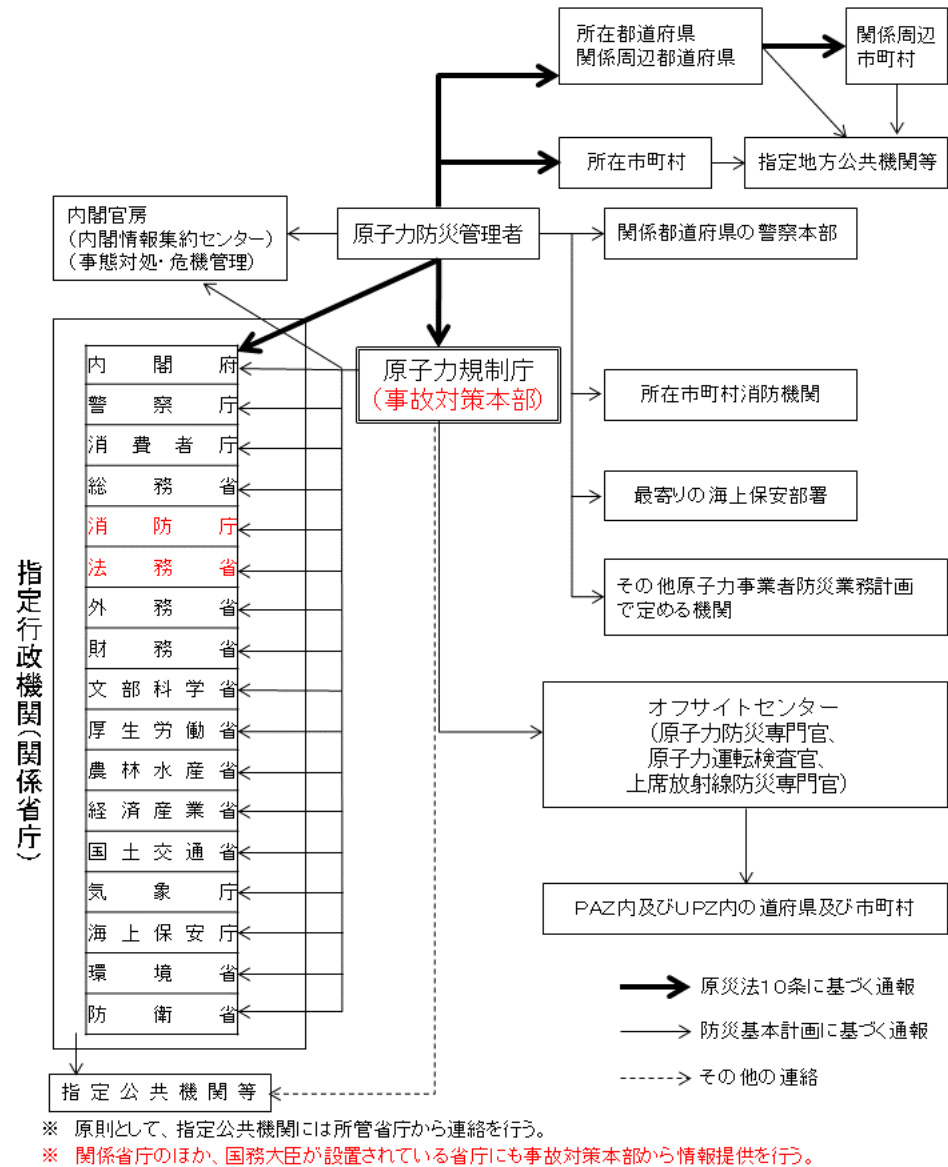 所在都道府県
関係周辺都道府県
関係周辺
市町村
所在市町村
指定地方公共機関等
内閣官房
(内閣情報集約センター)
(事態対処・危機管理)
原子力防災管理者
関係都道府県の警察本部
原子力規制庁
(事故対策本部)
所在市町村消防機関
最寄りの海上保安部署
その他原子力事業者防災業務計画
で定める機関
オフサイトセンター
(原子力防災専門官、
原子力運転検査官、
上席放射線防災専門官)
PAZ内及びUPZ内の道府県及び市町村
指定行政機関(関係省庁)
内閣府
警察庁
消費者庁
総務省
消防庁
法務省
外務省
財務省
文部科学省
厚生労働省
農林水産省
経済産業省
国土交通省
気象庁
海上保安庁
環境省
防衛省
指定公共機関等
原災法10条に基づく通報
防災基本計画に基づく通報
その他の連絡
※ 原則として、指定公共機関には所管省庁から連絡を行う。
※ 関係省庁のほか、国務大臣が設置されている省庁にも事故対策本部から情報提供を行う。